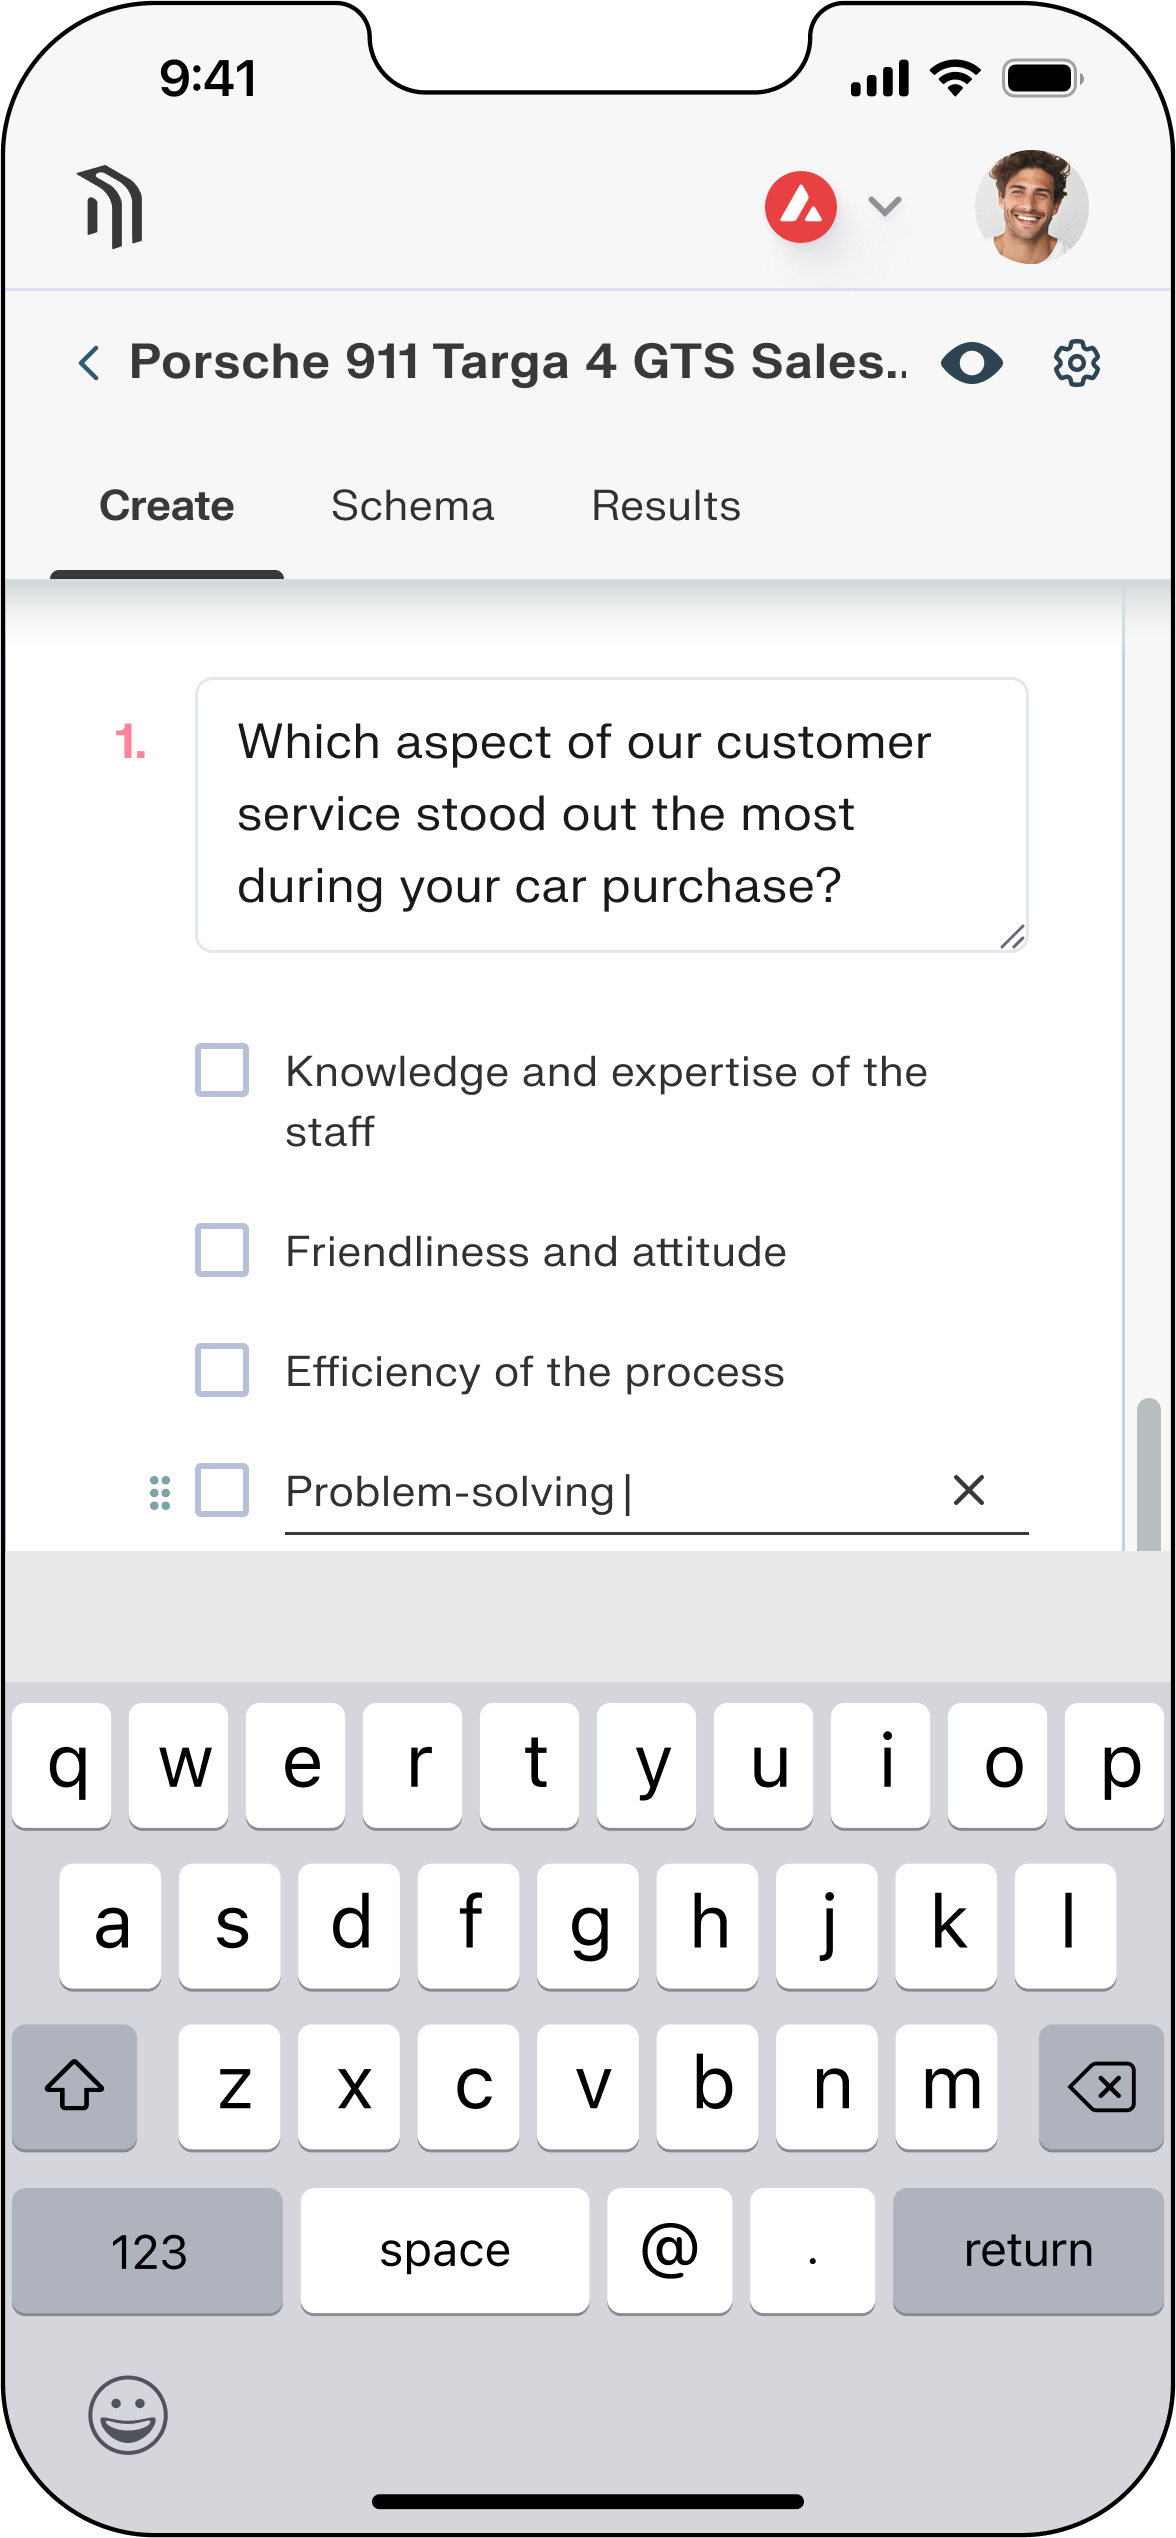 9:41
Porsche 911 Targa 4 GTS Sales..
Create Schema Results
1. Which aspect of our customer
service stood out the most
during your car purchase?
Knowledge and expertise of the
staff
Friendliness and attitude
Efficiency of the process
Problem-solving
q w e r t y u i o p
a s d f g h j k l
z x c v b n m
123 space @ . return